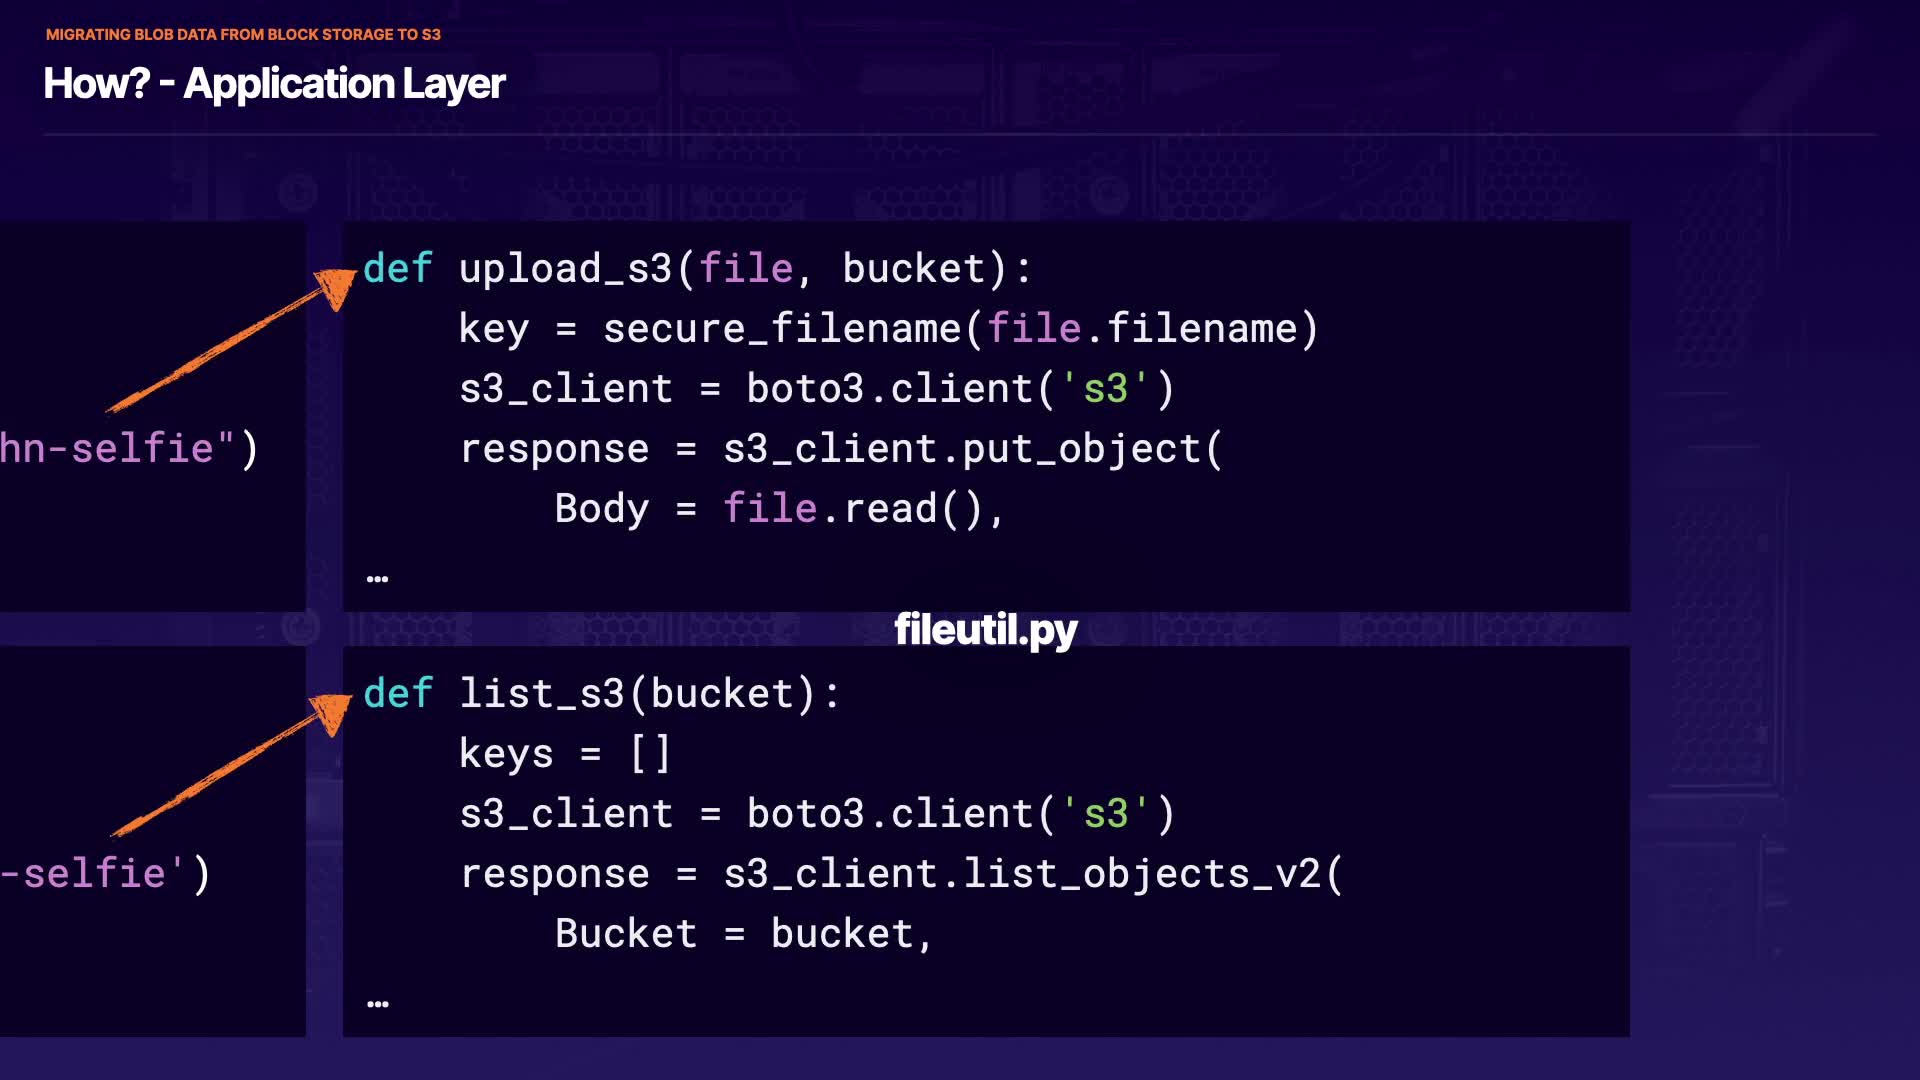 MIGRATING BLOB DATA FROM BLOCK STORAGE TO S3
How? - Application Layer
def upload_s3(file, bucket):
key = secure_filename(file.filename)
s3_client = boto3.client('s3')
hn-selfie")
response = s3_client.put_object(
Body = file.read(),
…
fileutil.py
def list_s3(bucket):
keys = []
s3_client = boto3.client('s3')
-selfie')
response = s3_client.list_objects_v2(
Bucket = bucket,
…